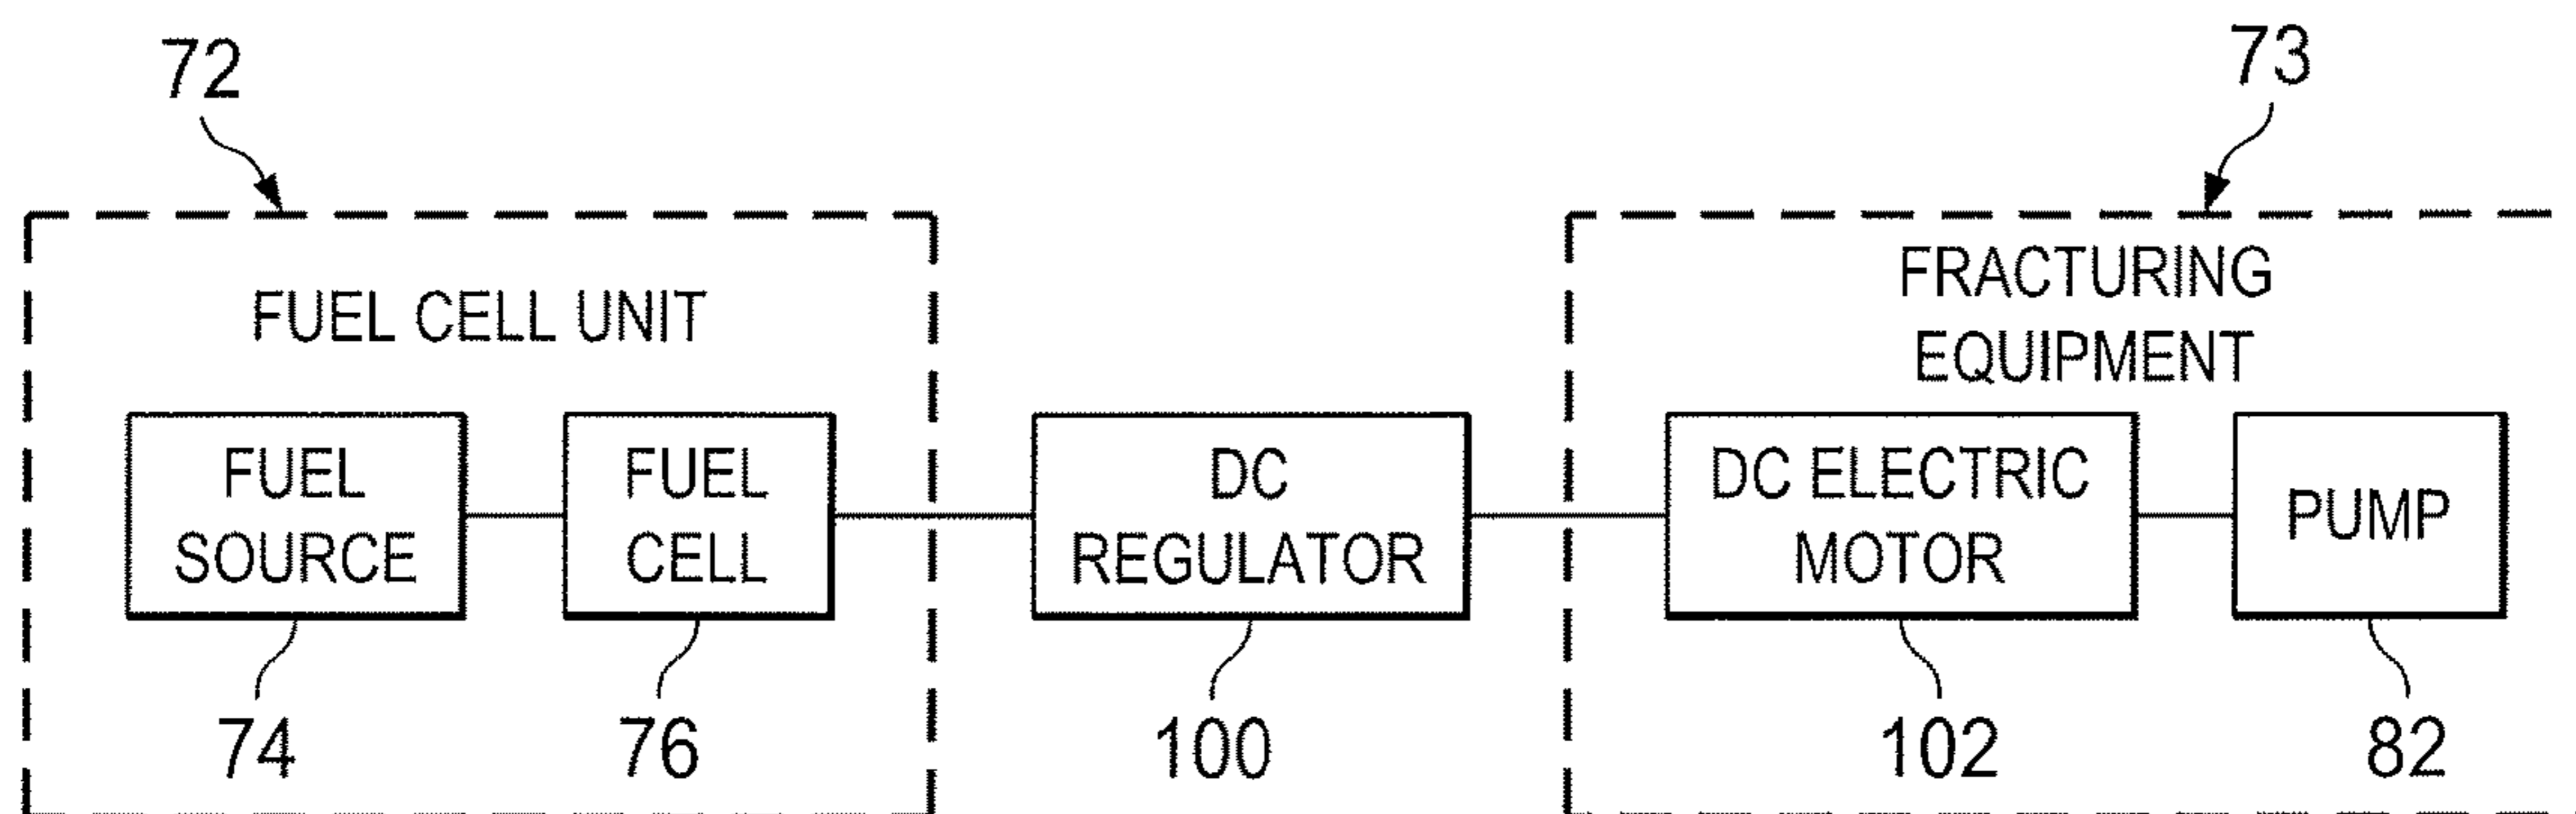 72
73
FUEL CELL UNIT
FRACTURING
EQUIPMENT
FUEL
SOURCE
FUEL
CELL
DC
REGULATOR
DC ELECTRIC
MOTOR
PUMP
74
76
100
102
82